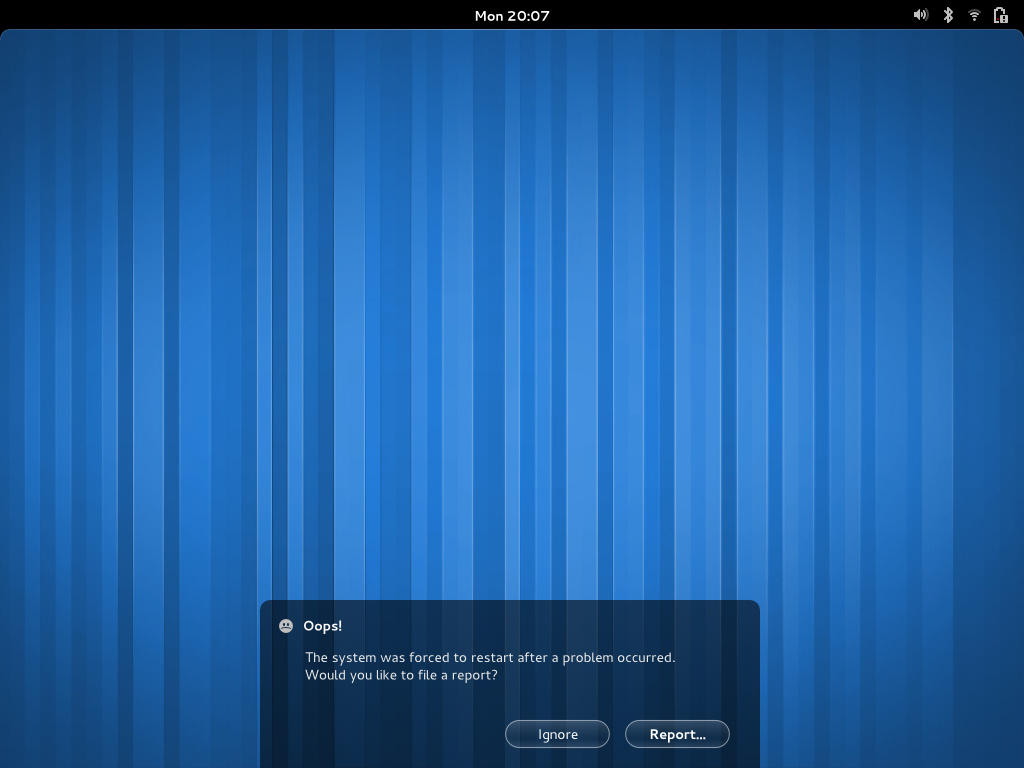 Mon 20:07
Oops!
The system was forced to restart after a problem occurred.
Would you like to file a report?
Ignore
Report...